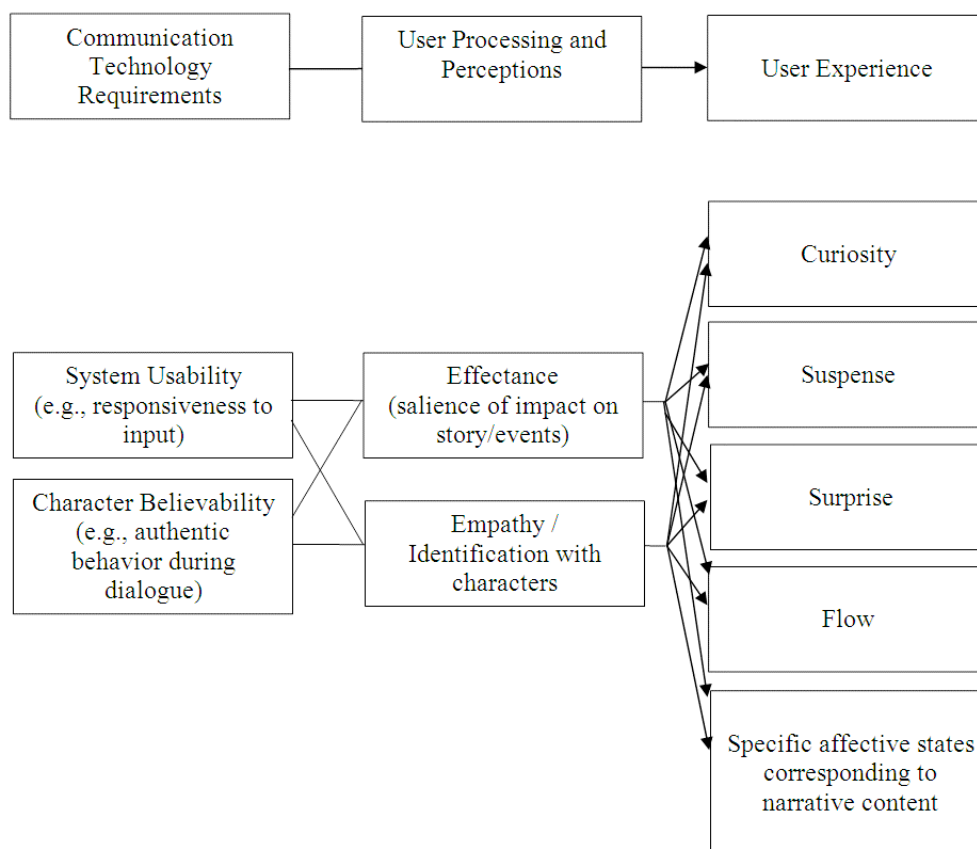 Communication
Technology
Requirements
User Processing and
Perceptions
User Experience
System Usability
(e.g., responsiveness to
input)
Character Believability
(e.g., authentic
behavior during
dialogue)
Effectance
(salience of impact on
story/events)
Empathy /
Identification with
characters
Curiosity
Suspense
Surprise
Flow
Specific affective states
corresponding to
narrative content